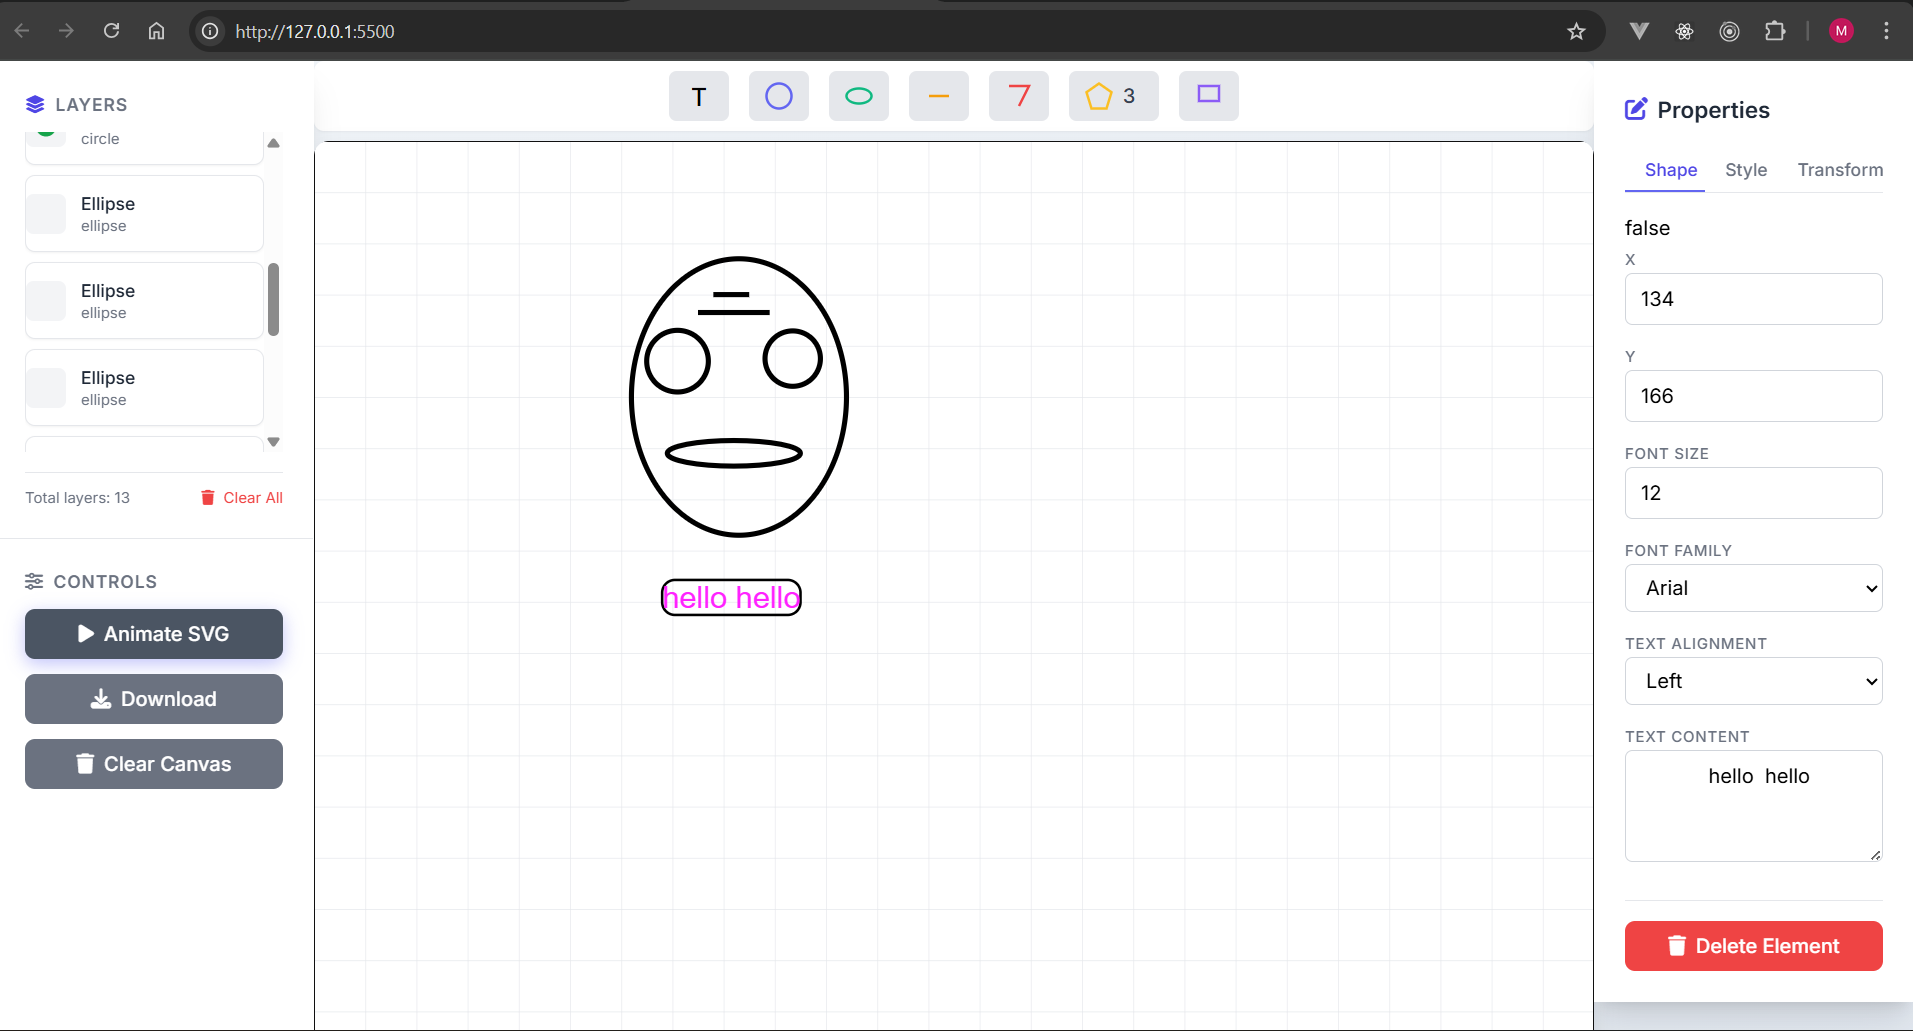 http://127.0.0.1:5500
M
LAYERS
circle
Ellipse
ellipse
Ellipse
ellipse
Ellipse
ellipse
Total layers: 13
Clear All
CONTROLS
Animate SVG
Download
Clear Canvas
T
3
hello hello
Properties
Shape Style Transform
false
X
134
Y
166
FONT SIZE
12
FONT FAMILY
Arial
TEXT ALIGNMENT
Left
TEXT CONTENT
hello  hello
Delete Element